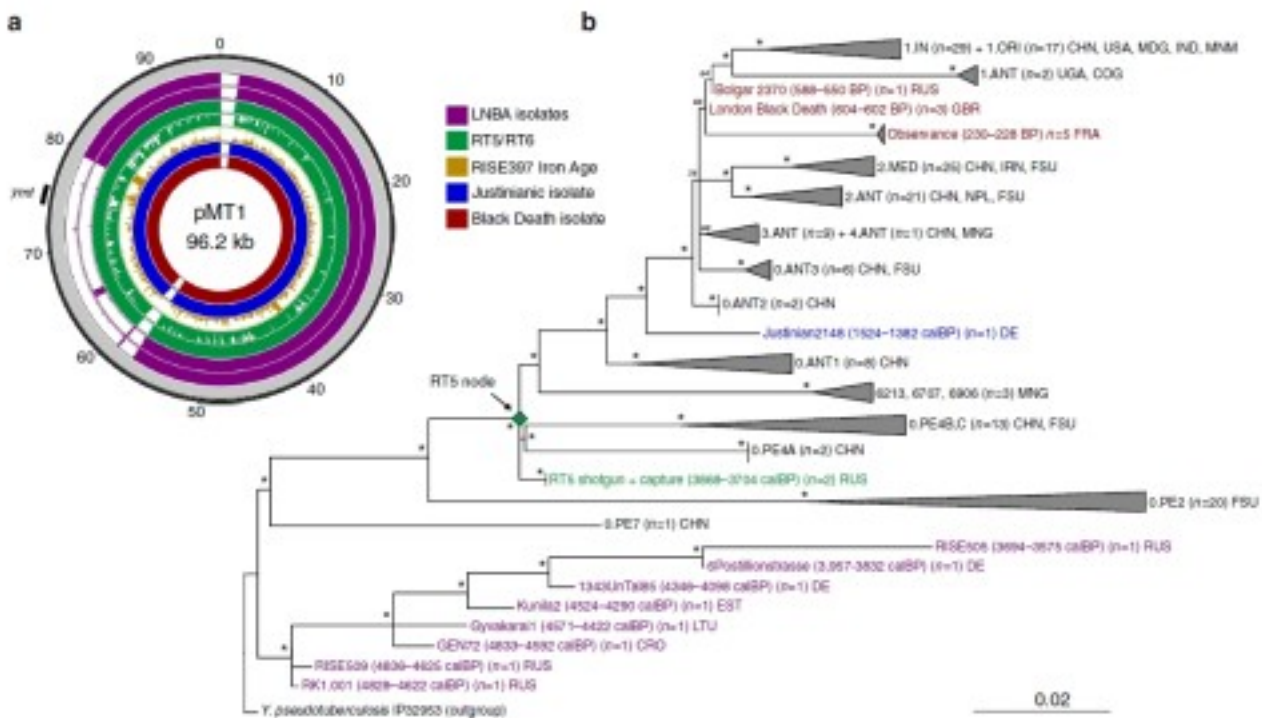 a
b
0
10
20
30
40
50
60
70
80
90
ymt
pMT1
96.2 kb
LNBA isolates
RT5/RT6
RISE397 Iron Age
Justinianic isolate
Black Death isolate
1.IN (n=29) + 1.ORI (n=17) CHN, USA, MDG, IND, MNM
1.ANT (n=2) UGA, COG
Bolgar 2370 (588–550 BP) (n=1) RUS
London Black Death (604–602 BP) (n=3) GBR
Observance (230–228 BP) n=5 FRA
2.MED (n=25) CHN, IRN, FSU
2.ANT (n=21) CHN, NPL, FSU
3.ANT (n=9) + 4.ANT (n=1) CHN, MNG
0.ANT3 (n=6) CHN, FSU
0.ANT2 (n=2) CHN
Justinian2148 (1524–1382 calBP) (n=1) DE
0.ANT1 (n=8) CHN
RT5 node
6213, 6707, 6906 (n=3) MNG
0.PE4B,C (n=13) CHN, FSU
0.PE4A (n=2) CHN
RT5 shotgun + capture (3868–3704 calBP) (n=2) RUS
0.PE2 (n=20) FSU
0.PE7 (n=1) CHN
RISE505 (3694–3575 calBP) (n=1) RUS
6Postillionstrasse (3,957-3832 calBP) (n=1) DE
1343UnTal85 (4346–4098 calBP) (n=1) DE
Kunila2 (4524–4290 calBP) (n=1) EST
Gyvakarai1 (4571–4422 calBP) (n=1) LTU
GEN72 (4833–4592 calBP) (n=1) CRO
RISE509 (4836–4625 calBP) (n=1) RUS
RK1.001 (4828–4622 calBP) (n=1) RUS
Y. pseudotuberculosis IP32953 (outgroup)
0.02